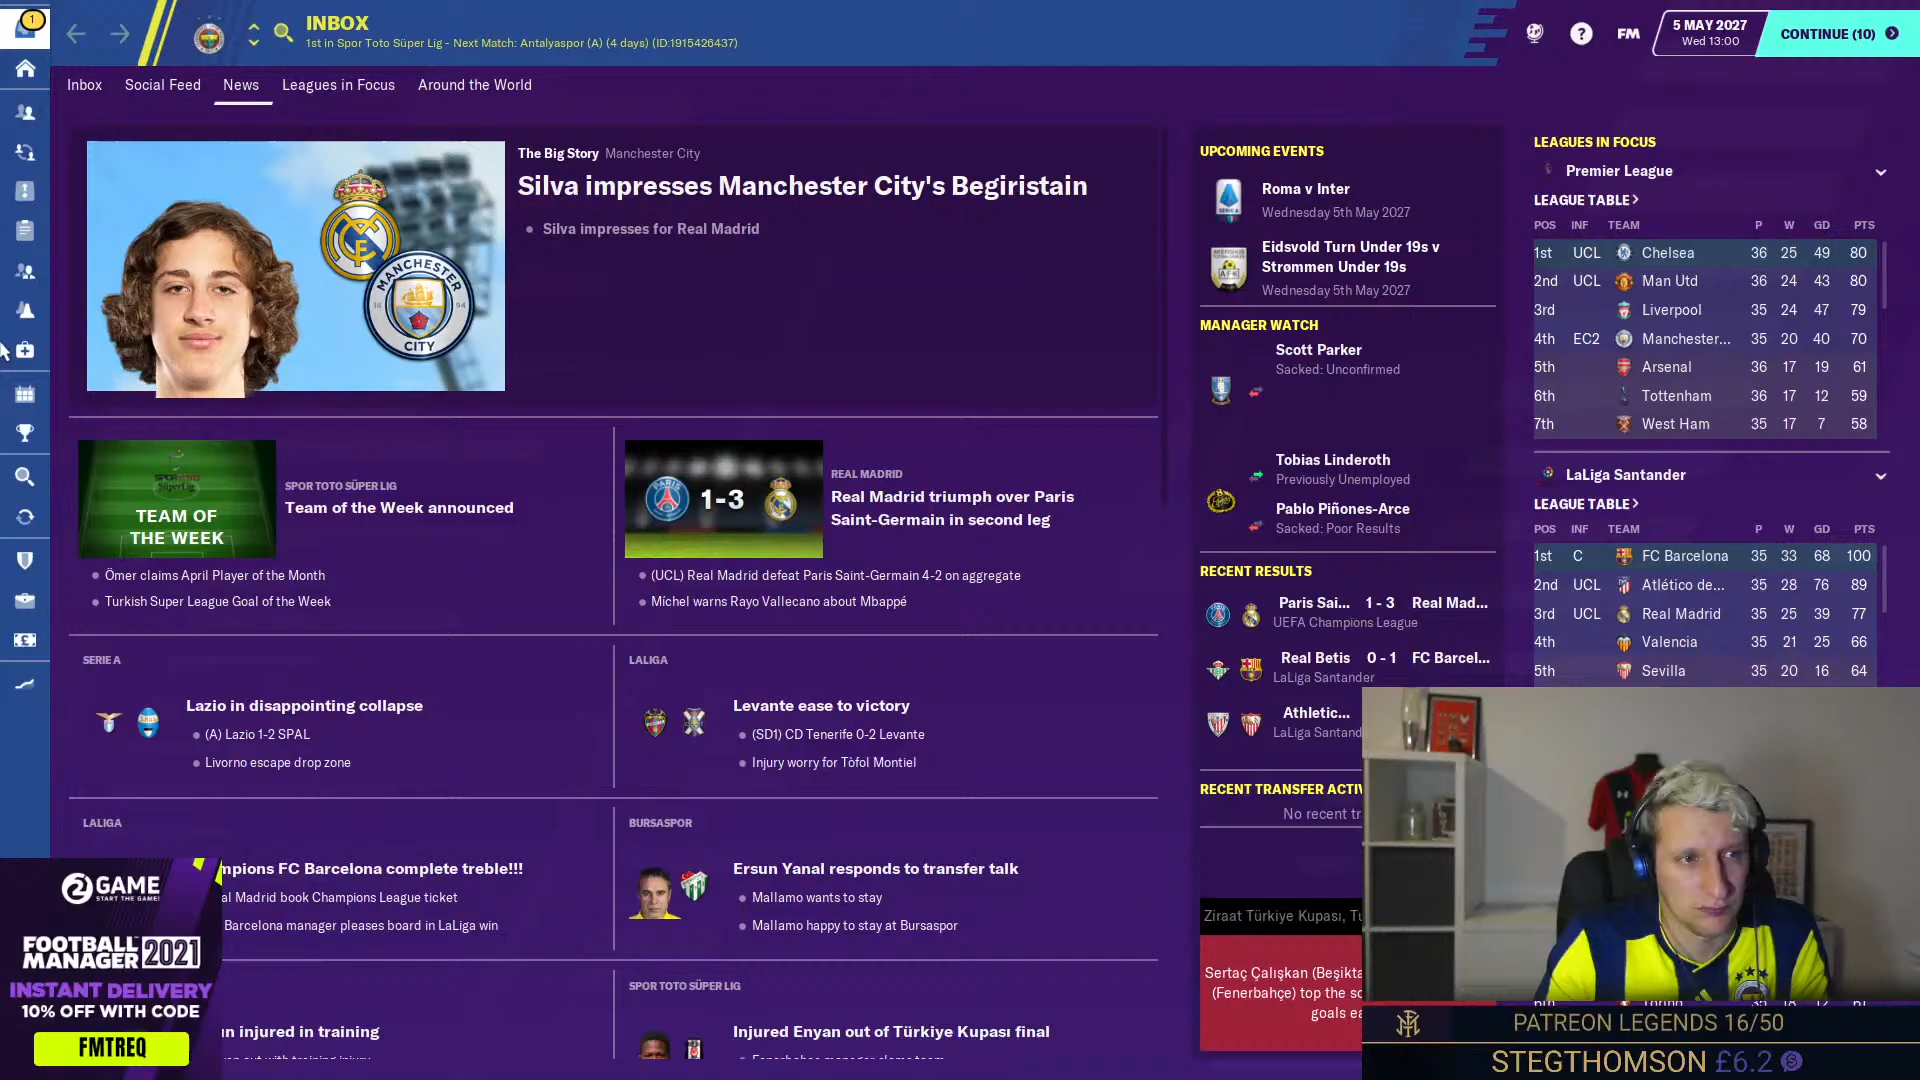 1
INBOX
1st in Spor Toto Süper Lig - Next Match: Antalyaspor (A) (4 days) (ID:1915426437)
?
FM
5 MAY 2027
Wed 13:00
CONTINUE (10)
Inbox
Social Feed
News
Leagues in Focus
Around the World
The Big Story Manchester City
Silva impresses Manchester City's Begiristain
Silva impresses for Real Madrid
MANCHESTER
18 94
CITY
TEAM OF
THE WEEK
SPOR TOTO SÜPER LIG
Team of the Week announced
Ömer claims April Player of the Month
Turkish Super League Goal of the Week
PARIS
1-3
REAL MADRID
Real Madrid triumph over Paris
Saint-Germain in second leg
(UCL) Real Madrid defeat Paris Saint-Germain 4-2 on aggregate
Míchel warns Rayo Vallecano about Mbappé
SERIE A
Lazio in disappointing collapse
(A) Lazio 1-2 SPAL
Livorno escape drop zone
LALIGA
Levante ease to victory
(SD1) CD Tenerife 0-2 Levante
Injury worry for Tòfol Montiel
LALIGA
mpions FC Barcelona complete treble!!!
al Madrid book Champions League ticket
Barcelona manager pleases board in LaLiga win
BURSASPOR
Ersun Yanal responds to transfer talk
Mallamo wants to stay
Mallamo happy to stay at Bursaspor
n injured in training
SPOR TOTO SÜPER LIG
Injured Enyan out of Türkiye Kupası final
UPCOMING EVENTS
Roma v Inter
Wednesday 5th May 2027
Eidsvold Turn Under 19s v
Strømmen Under 19s
Wednesday 5th May 2027
MANAGER WATCH
Scott Parker
Sacked: Unconfirmed
Tobias Linderoth
Previously Unemployed
Pablo Piñones-Arce
Sacked: Poor Results
RECENT RESULTS
Paris Sai... 1 - 3 Real Mad...
UEFA Champions League
Real Betis 0 - 1 FC Barcel...
LaLiga Santander
Athletic...
LaLiga Santand
RECENT TRANSFER ACTIV
No recent tr
Ziraat Türkiye Kupası, Tu
Sertaç Çalışkan (Beşikta
(Fenerbahçe) top the sc
goals ea
LEAGUES IN FOCUS
Premier League
LEAGUE TABLE
POS INF TEAM P W GD PTS
1st UCL Chelsea 36 25 49 80
2nd UCL Man Utd 36 24 43 80
3rd Liverpool 35 24 47 79
4th EC2 Manchester... 35 20 40 70
5th Arsenal 36 17 19 61
6th Tottenham 36 17 12 59
7th West Ham 35 17 7 58
LaLiga Santander
LEAGUE TABLE
POS INF TEAM P W GD PTS
1st C FC Barcelona 35 33 68 100
2nd UCL Atlético de... 35 28 76 89
3rd UCL Real Madrid 35 25 39 77
4th Valencia 35 21 25 66
5th Sevilla 35 20 16 64
2GAME
START THE GAME!
FOOTBALL
MANAGER 2021
INSTANT DELIVERY
10% OFF WITH CODE
FMTREQ
PATREON LEGENDS 16/50
STEGTHOMSON £6.2